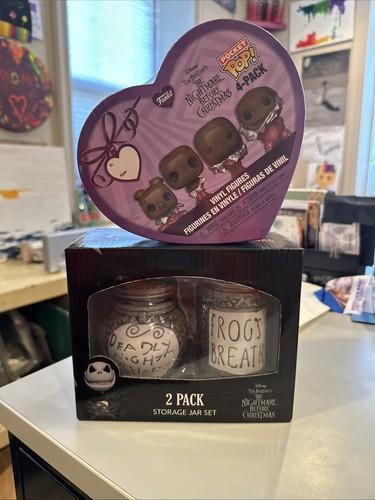 Funko
Disney
Tim Burton's
THE
NIGHTMARE
BEFORE
CHRISTMAS
POCKET
POP!
4-PACK
VINYL FIGURES
FIGURINES EN VINYLE / FIGURAS DE VINIL
DEADLY
NIGHT
FROG'S
BREATH
2 PACK
STORAGE JAR SET
Disney
Tim Burton's
THE
NIGHTMARE
BEFORE
CHRISTMAS